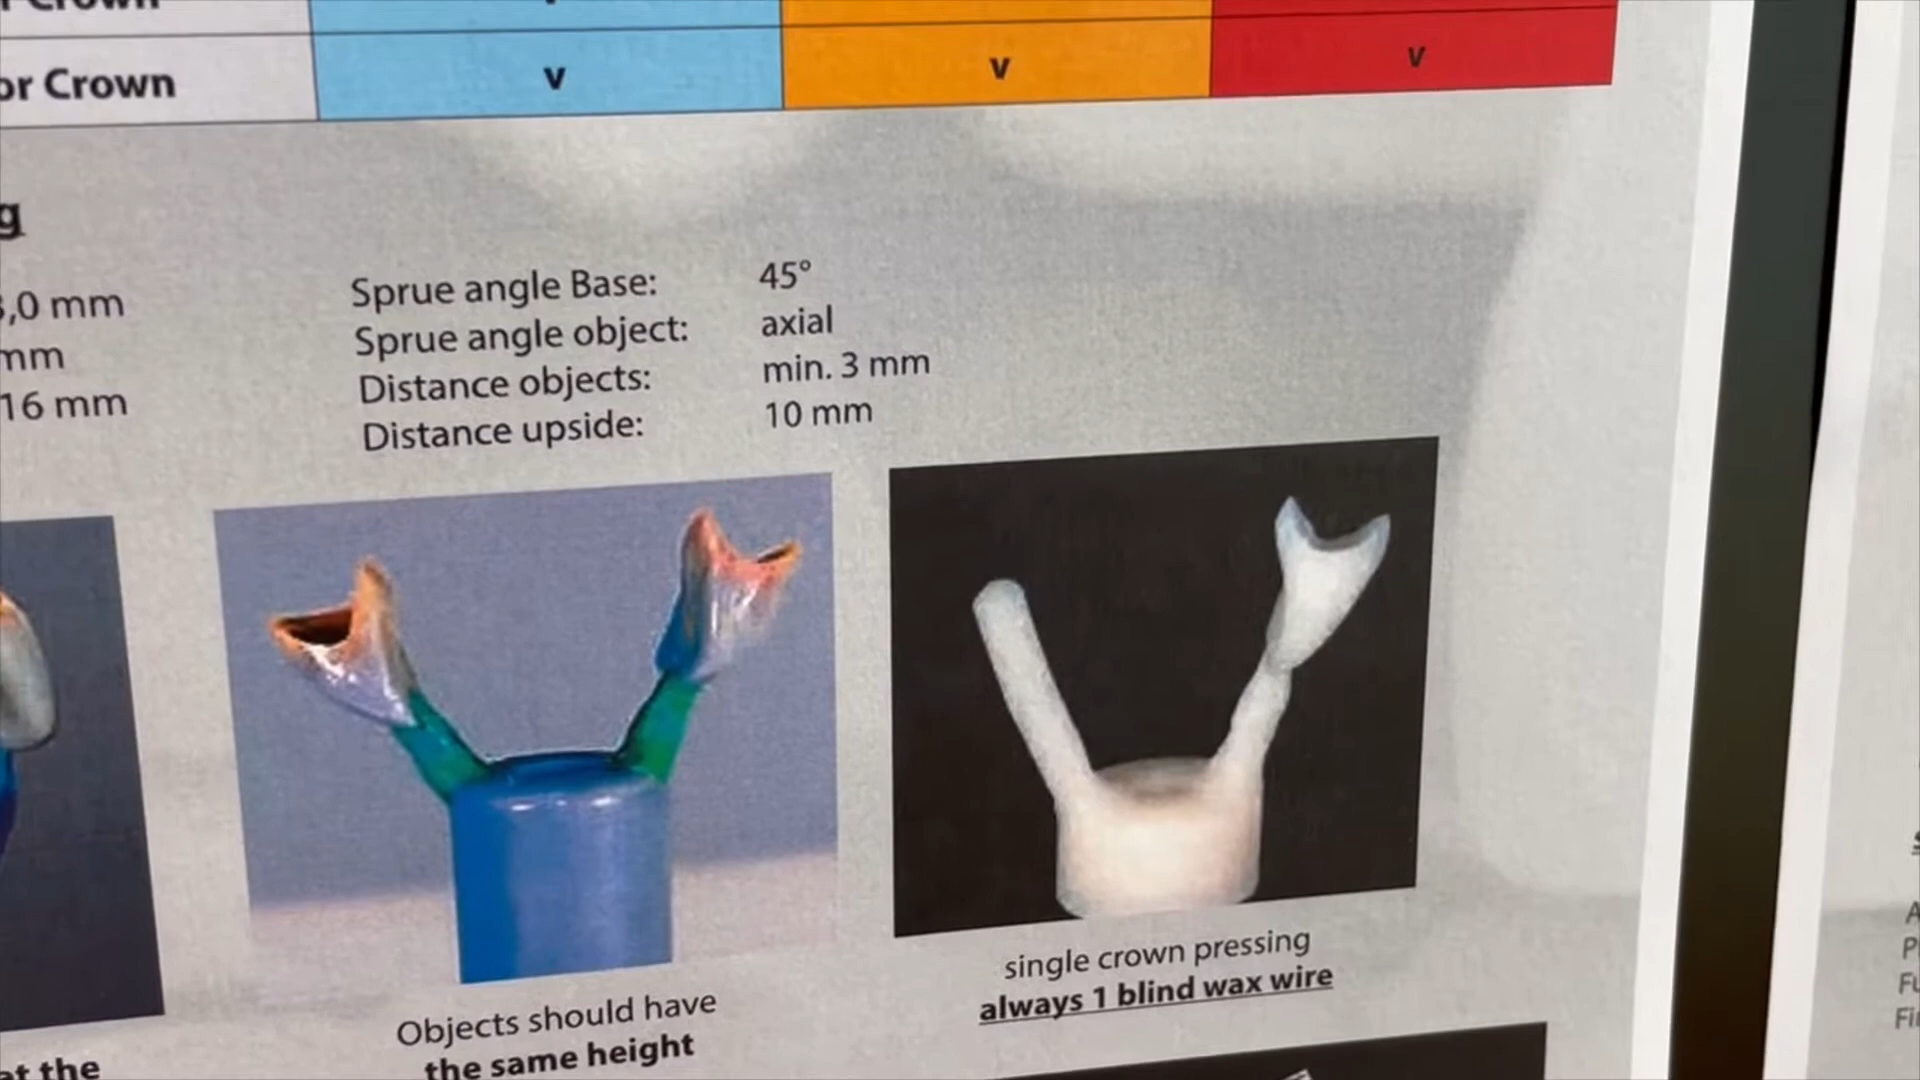 or Crown
v
v
v
g
,0 mm
mm
16 mm
Sprue angle Base: 45°
Sprue angle object: axial
Distance objects: min. 3 mm
Distance upside: 10 mm
Objects should have
the same height
single crown pressing
always 1 blind wax wire
at the